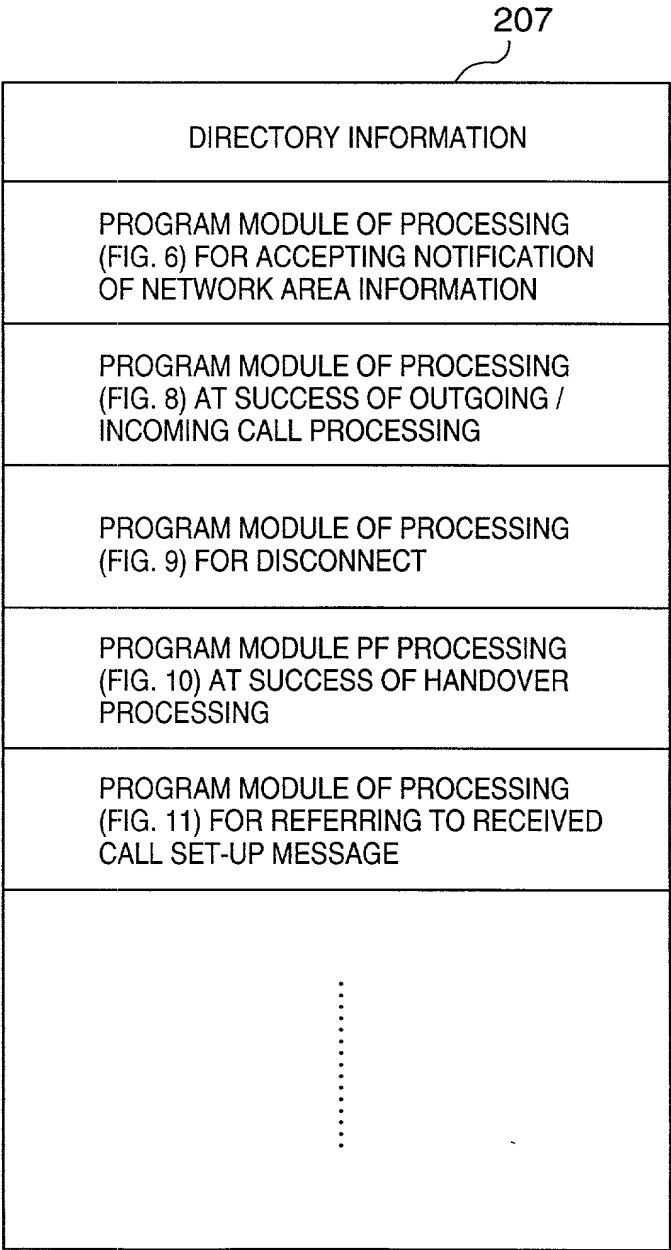 207
DIRECTORY INFORMATION
PROGRAM MODULE OF PROCESSING
(FIG. 6) FOR ACCEPTING NOTIFICATION
OF NETWORK AREA INFORMATION
PROGRAM MODULE OF PROCESSING
(FIG. 8) AT SUCCESS OF OUTGOING /
INCOMING CALL PROCESSING
PROGRAM MODULE OF PROCESSING
(FIG. 9) FOR DISCONNECT
PROGRAM MODULE PF PROCESSING
(FIG. 10) AT SUCCESS OF HANDOVER
PROCESSING
PROGRAM MODULE OF PROCESSING
(FIG. 11) FOR REFERRING TO RECEIVED
CALL SET-UP MESSAGE